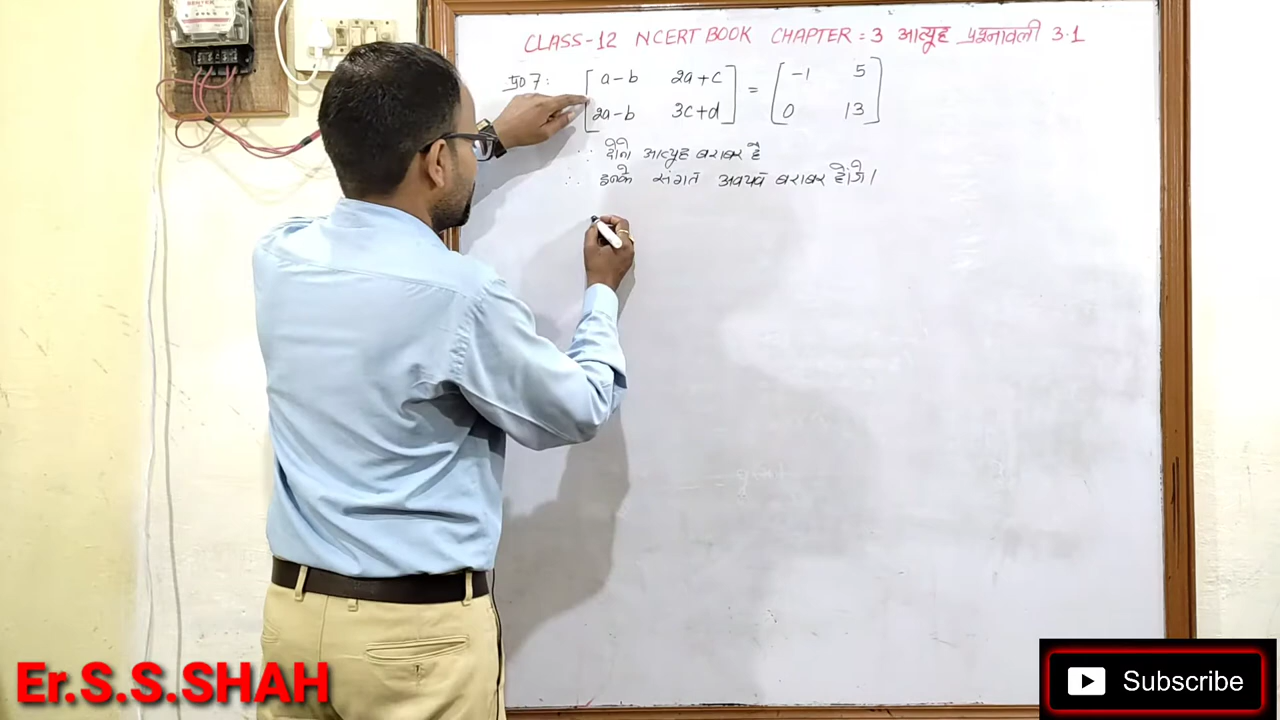 CLASS-12 NCERT BOOK CHAPTER = 3 आव्यूह प्रश्नावली 3.1
प्र०7: [a-b 2a+c] = [-1 5]
[2a-b 3c+d] [0 13]
∵ दोनो आव्यूह बराबर है
∴ इनके संगत अवयव बराबर होंगे।
Er.S.S.SHAH
Subscribe